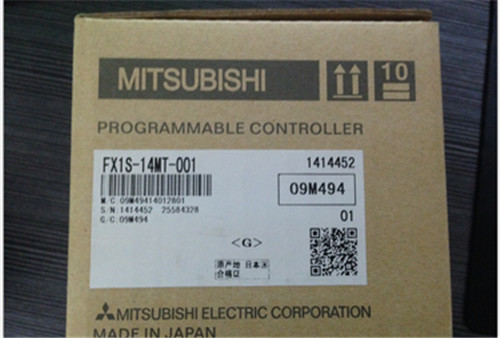 MITSUBISHI
10
PROGRAMMABLE CONTROLLER
FX1S-14MT-001
1414452
M/C:09M49414012801
09M494
S/N:1414452 25584328
G/C:09M494
01
<G>
原产地 日本
MITSUBISHI ELECTRIC CORPORATION
MADE IN JAPAN